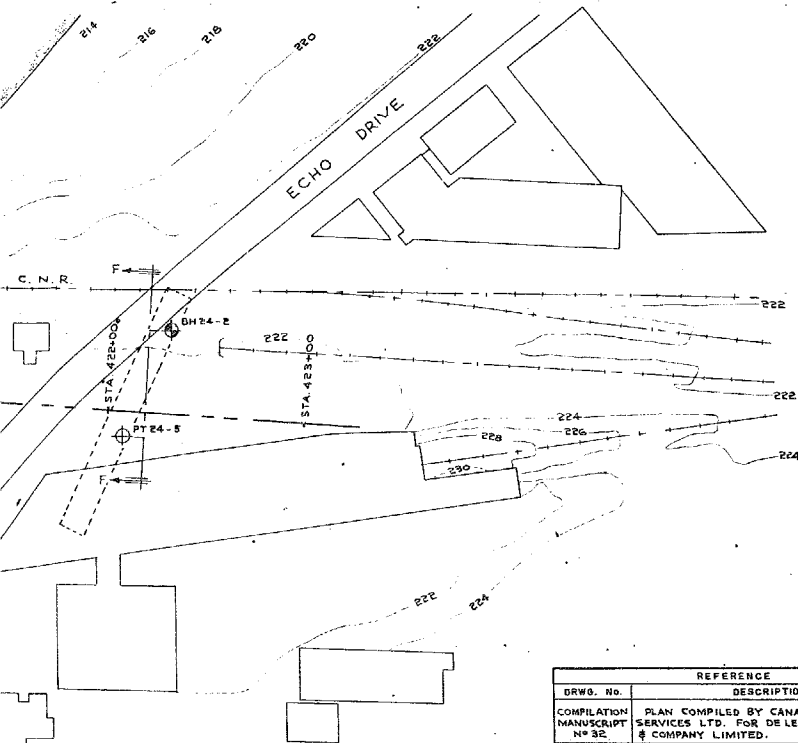 214
216
218
220
222
ECHO DRIVE
C. N. R.
F
BH 24-2
222
222
STA. 422+00
STA. 423+00
222
PT 24-5
224
226
228
230
224
F
222
224
REFERENCE
DRWG. No.
DESCRIPTIO
COMPILATION MANUSCRIPT Nº 32
PLAN COMPILED BY CANA
SERVICES LTD. FOR DE LE
& COMPANY LIMITED.